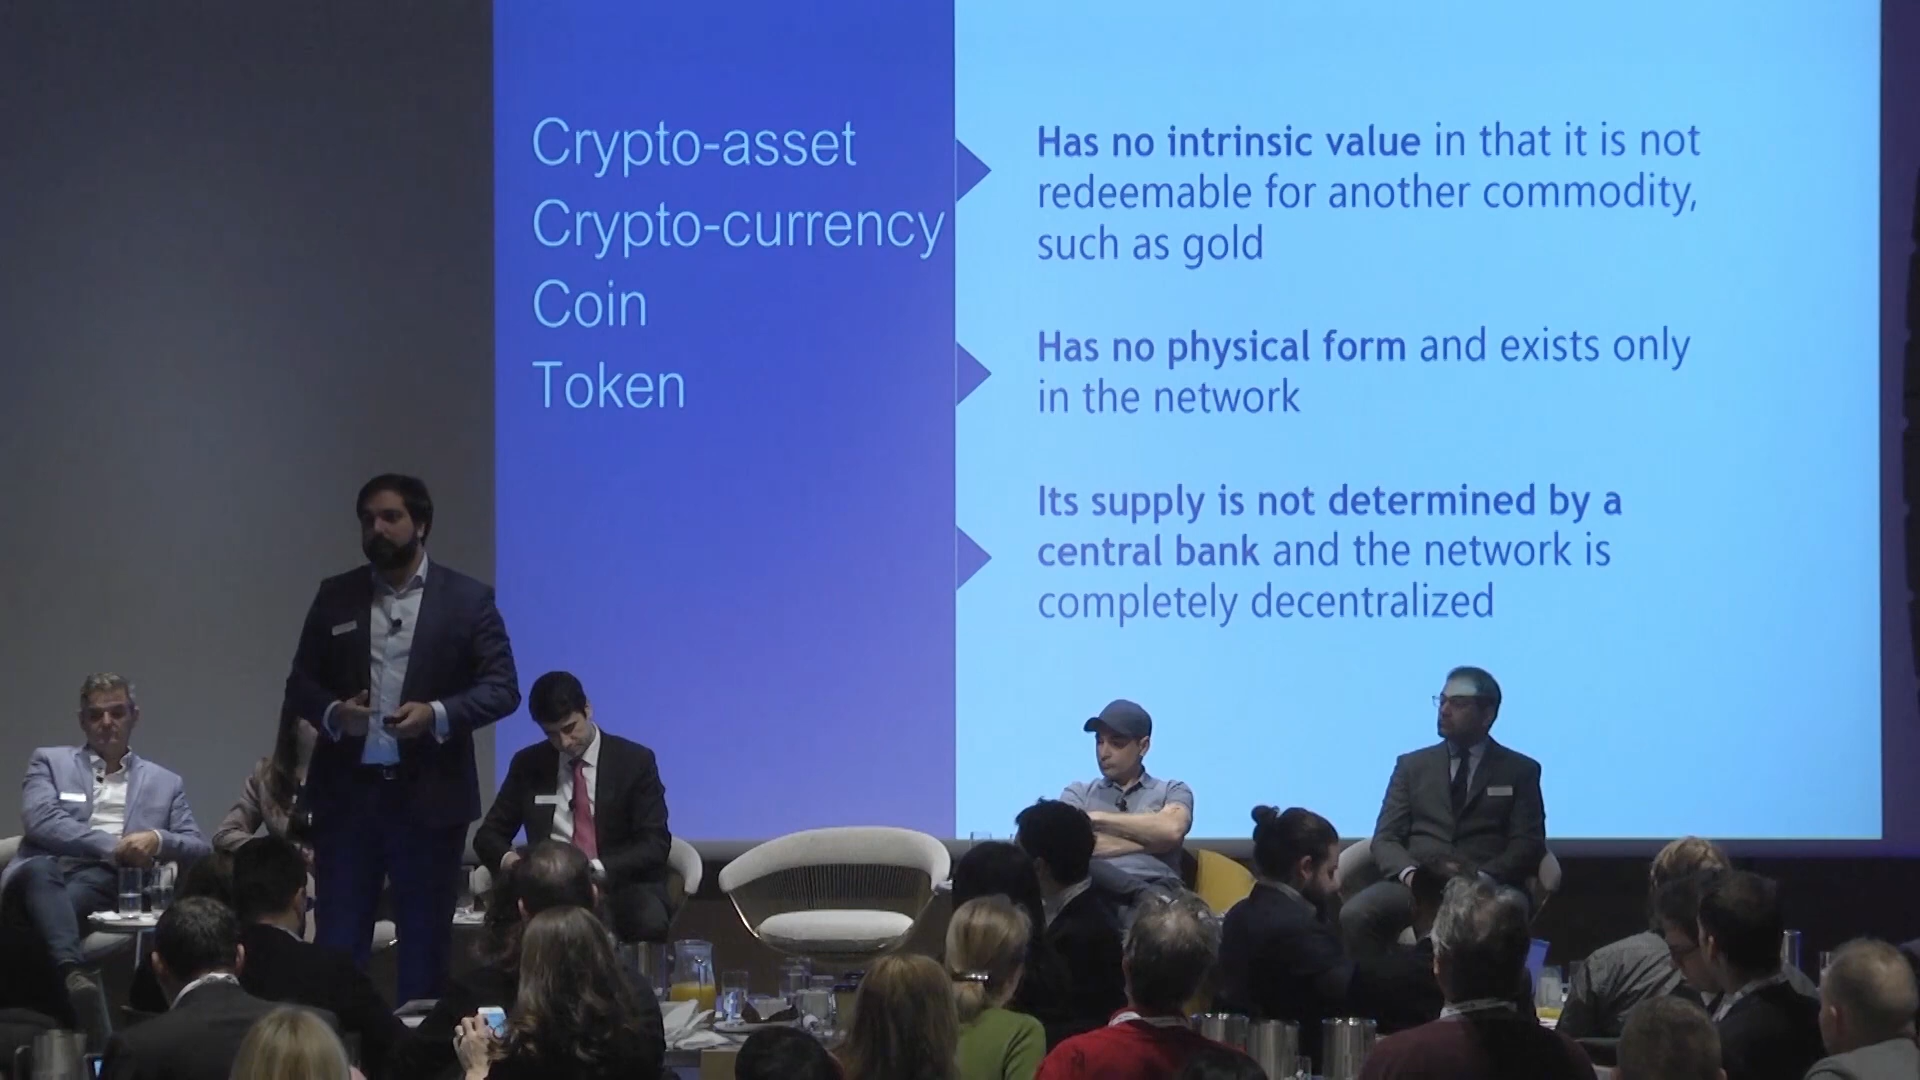 Crypto-asset
Crypto-currency
Coin
Token
Has no intrinsic value in that it is not
redeemable for another commodity,
such as gold
Has no physical form and exists only
in the network
Its supply is not determined by a
central bank and the network is
completely decentralized